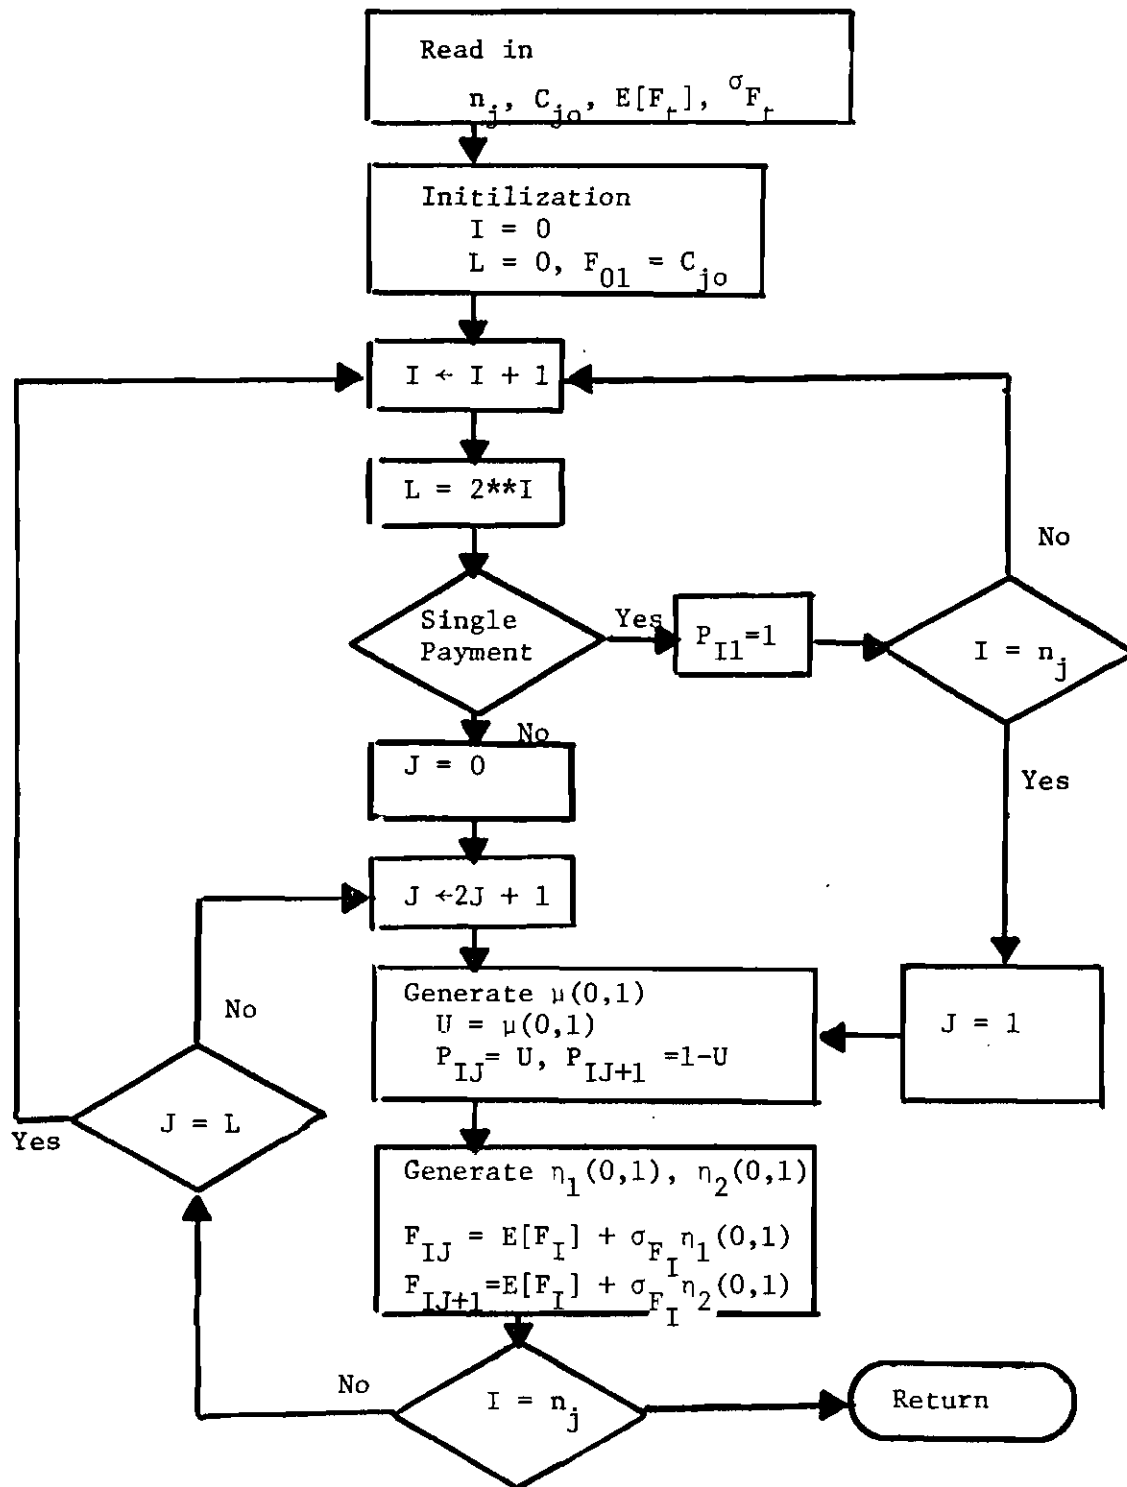 Read in
n_j, C_jo, E[F_t], σ_F_t
Initilization
I = 0
L = 0, F_01 = C_jo
I ← I + 1
L = 2**I
Single
Payment
Yes
P_I1=1
I = n_j
No
Yes
No
J = 0
J ←2J + 1
Generate μ(0,1)
U = μ(0,1)
P_IJ= U, P_IJ+1 =1-U
J = 1
No
J = L
Yes
Generate η_1(0,1), η_2(0,1)
F_IJ = E[F_I] + σ_F_I η_1(0,1)
F_IJ+1=E[F_I] + σ_F_I η_2(0,1)
No
I = n_j
Return